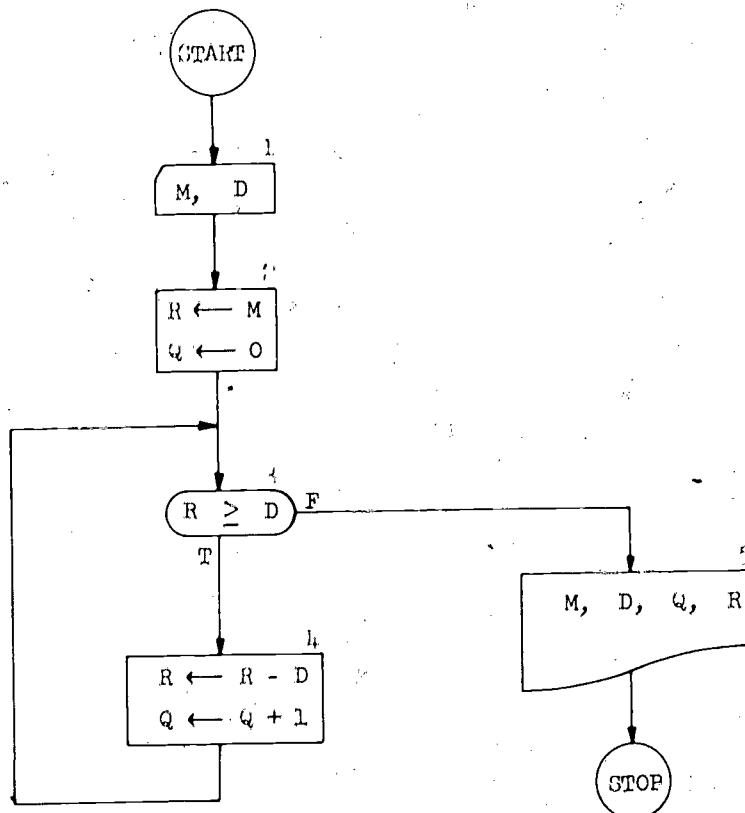 START
1
M, D
R ← M
Q ← 0
R ≥ D
F
T
4
R ← R - D
Q ← Q + 1
M, D, Q, R
STOP